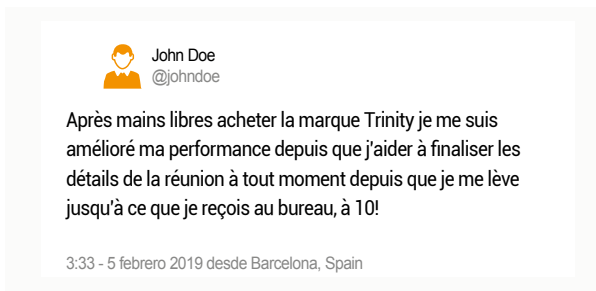 John Doe
@johndoe
Après mains libres acheter la marque Trinity je me suis
amélioré ma performance depuis que j'aider à finaliser les
détails de la réunion à tout moment depuis que je me lève
jusqu'à ce que je reçois au bureau, à 10!
3:33 - 5 febrero 2019 desde Barcelona, Spain